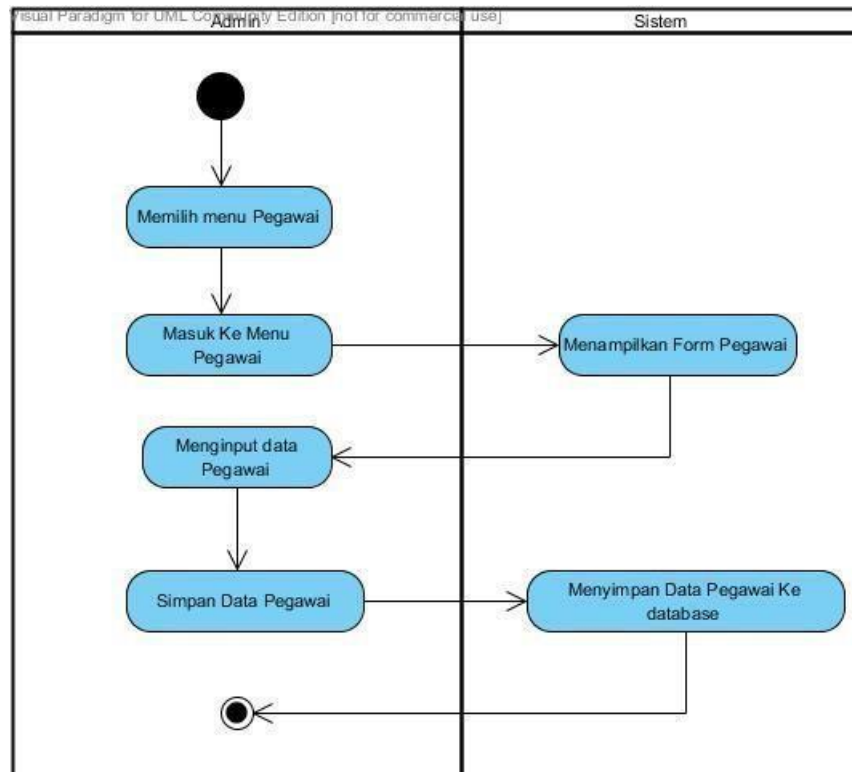 Visual Paradigm for UML Community Edition [not for commercial use]
Admin
Sistem
Memilih menu Pegawai
Masuk Ke Menu
Pegawai
Menampilkan Form Pegawai
Menginput data
Pegawai
Simpan Data Pegawai
Menyimpan Data Pegawai Ke
database